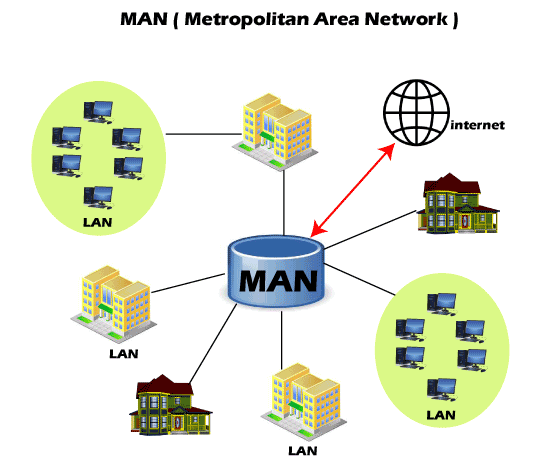 MAN ( Metropolitan Area Network )
internet
LAN
MAN
LAN
LAN
LAN